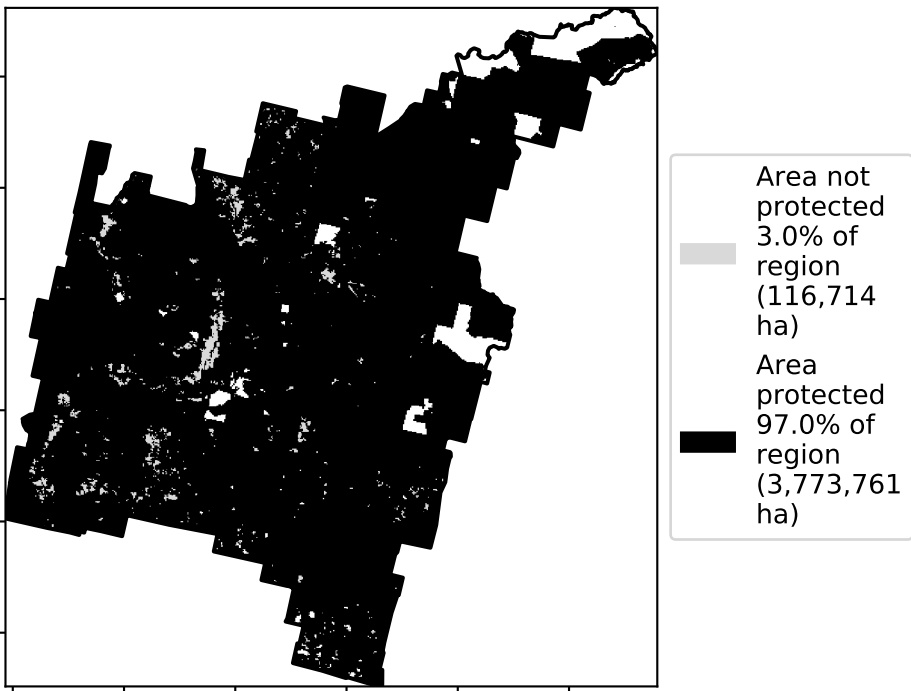 Area not
protected
3.0% of
region
(116,714
ha)
Area
protected
97.0% of
region
(3,773,761
ha)